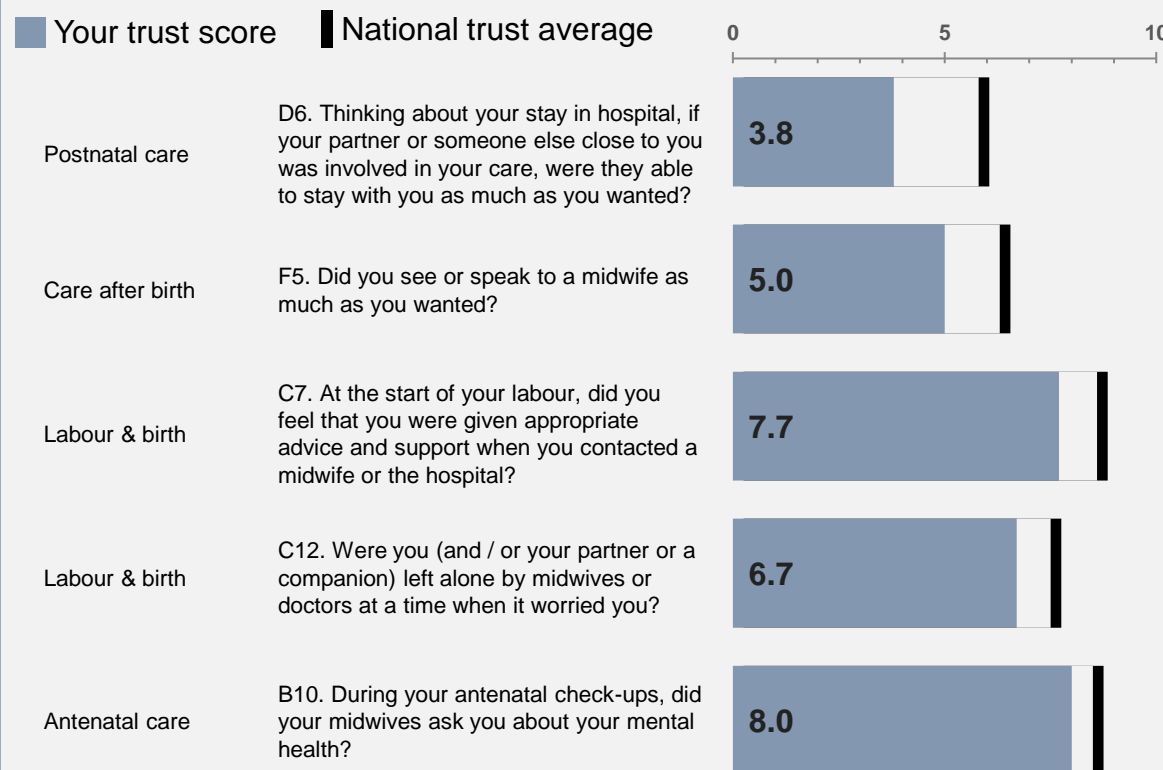 Your trust score
National trust average
0 5 10
Postnatal care
D6. Thinking about your stay in hospital, if
your partner or someone else close to you
was involved in your care, were they able
to stay with you as much as you wanted?
3.8
Care after birth
F5. Did you see or speak to a midwife as
much as you wanted?
5.0
Labour & birth
C7. At the start of your labour, did you
feel that you were given appropriate
advice and support when you contacted a
midwife or the hospital?
7.7
Labour & birth
C12. Were you (and / or your partner or a
companion) left alone by midwives or
doctors at a time when it worried you?
6.7
Antenatal care
B10. During your antenatal check-ups, did
your midwives ask you about your mental
health?
8.0